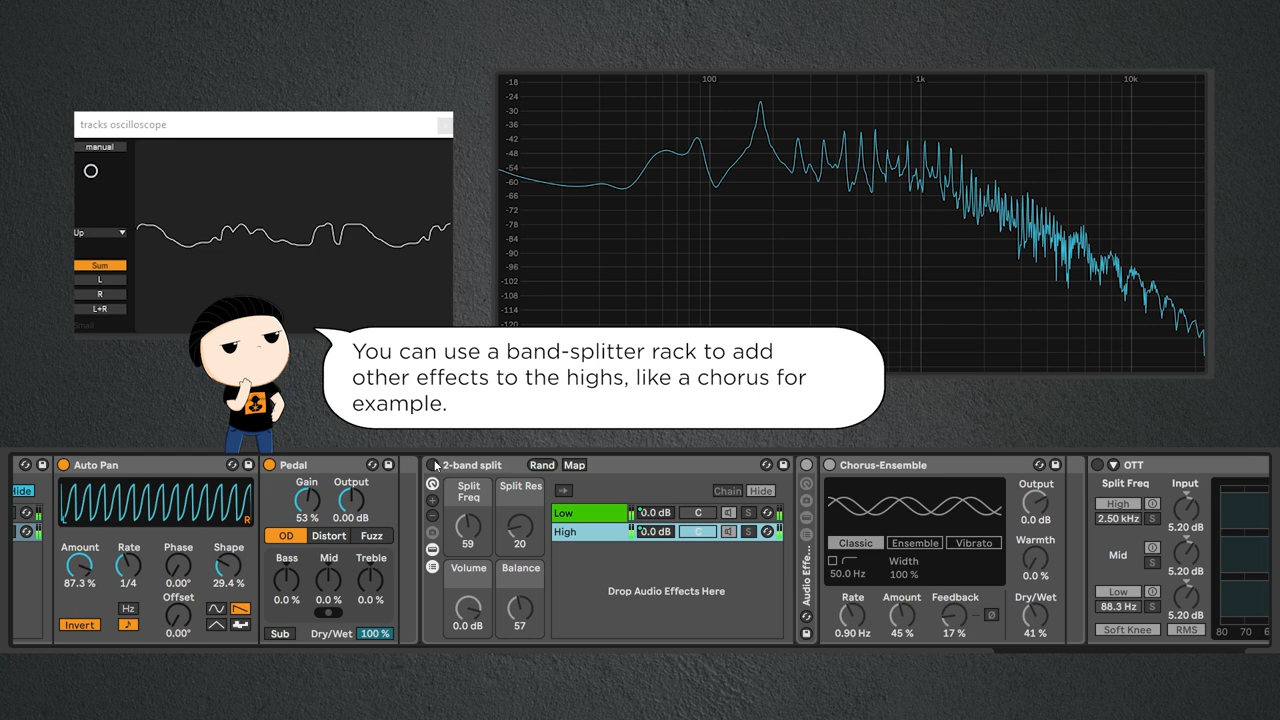 100 1k 10k
-18
-24
-30
-36
-42
-48
-54
-60
-66
-72
-78
-84
-90
-96
-102
-108
-114
-120
tracks oscilloscope
manual
Up
Sum
L
R
L+R
Small
You can use a band-splitter rack to add
other effects to the highs, like a chorus for
example.
Hide
Auto Pan
L
R
Amount Rate Phase Shape
87.3 % 1/4 0.00° 29.4 %
Offset
Hz
Invert 0.00°
Pedal
Gain Output
53 % 0.00 dB
OD Distort Fuzz
Bass Mid Treble
0.0 % 0.0 % 0.0 %
Sub Dry/Wet 100 %
2-band split Rand Map
Split Freq Split Res
59 20
Volume Balance
0.0 dB 57
Chain Hide
Low 0.0 dB C S
High 0.0 dB C S
Drop Audio Effects Here
Audio Effe...
Chorus-Ensemble
Classic Ensemble Vibrato
50.0 Hz Width 100 %
Output
0.0 dB
Warmth
0.0 %
Rate Amount Feedback Dry/Wet
0.90 Hz 45 % 17 % Ø 41 %
OTT
Split Freq Input
High
2.50 kHz S 5.20 dB
Mid S 5.20 dB
Low
88.3 Hz S 5.20 dB
Soft Knee RMS
80 70 6